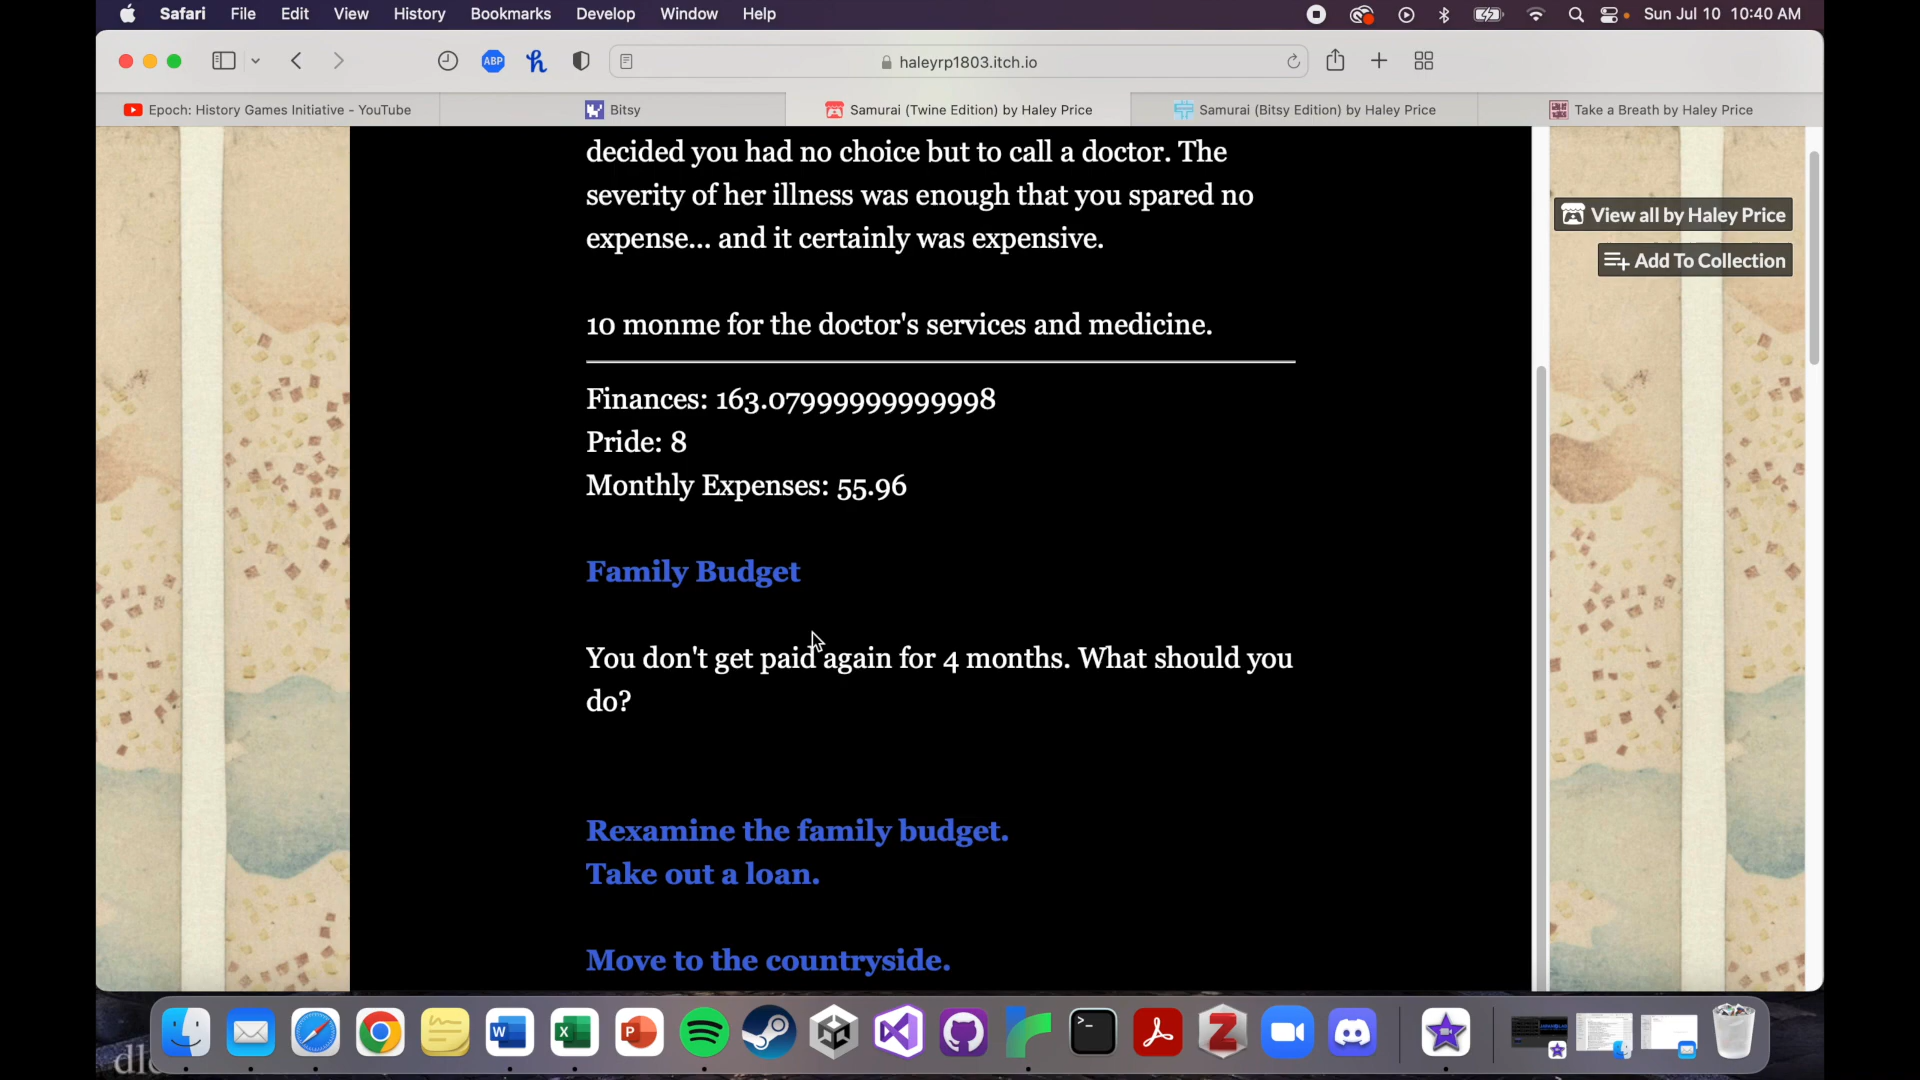 Safari File Edit View History Bookmarks Develop Window Help Sun Jul 10 10:40 AM
ABP haleyrp1803.itch.io
Epoch: History Games Initiative - YouTube Bitsy Samurai (Twine Edition) by Haley Price Samurai (Bitsy Edition) by Haley Price Take a Breath by Haley Price
decided you had no choice but to call a doctor. The
severity of her illness was enough that you spared no
expense... and it certainly was expensive.
View all by Haley Price
Add To Collection
10 monme for the doctor's services and medicine.
Finances: 163.07999999999998
Pride: 8
Monthly Expenses: 55.96
Family Budget
You don't get paid again for 4 months. What should you
do?
Rexamine the family budget.
Take out a loan.
Move to the countryside.